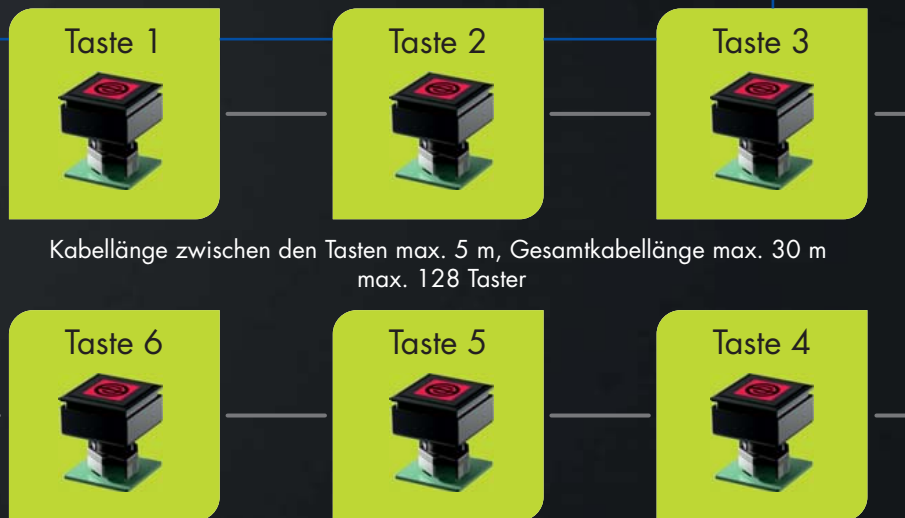 Taste 1
Taste 2
Taste 3
Kabellänge zwischen den Tasten max. 5 m, Gesamtkabellänge max. 30 m
max. 128 Taster
Taste 6
Taste 5
Taste 4